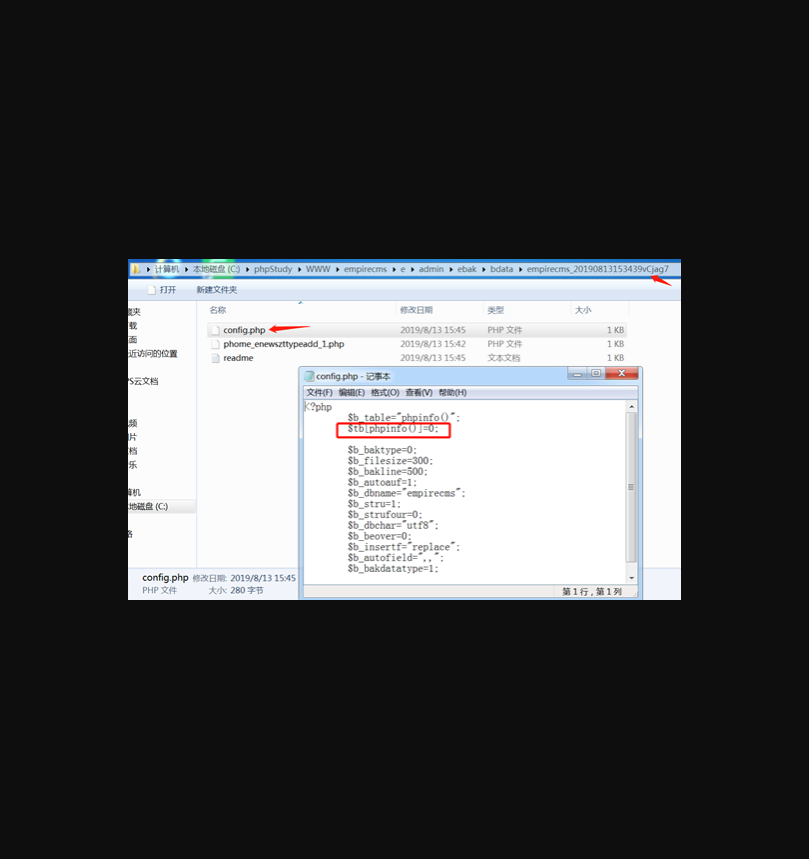 计算机 本地磁盘 (C:) phpStudy WWW empirecms e admin ebak bdata empirecms_20190813153439vCjag7
打开 新建文件夹
名称 修改日期 类型 大小
config.php 2019/8/13 15:45 PHP 文件 1 KB
phome_enewszttypeadd_1.php 2019/8/13 15:42 PHP 文件 1 KB
readme 2019/8/13 15:45 文本文档 1 KB
藏夹
载
面
近访问的位置
PS云文档
频
片
档
乐
算机
地磁盘 (C:)
络
config.php - 记事本
文件(F) 编辑(E) 格式(O) 查看(V) 帮助(H)
<?php
$b_table="phpinfo()";
$tb[phpinfo()]=0;
$b_baktype=0;
$b_filesize=300;
$b_bakline=500;
$b_autoauf=1;
$b_dbname="empirecms";
$b_stru=1;
$b_strufour=0;
$b_dbchar="utf8";
$b_beover=0;
$b_insertf="replace";
$b_autofield=",,";
$b_bakdatatype=1;
第 1 行，第 1 列
config.php 修改日期: 2019/8/13 15:45
PHP 文件 大小: 280 字节